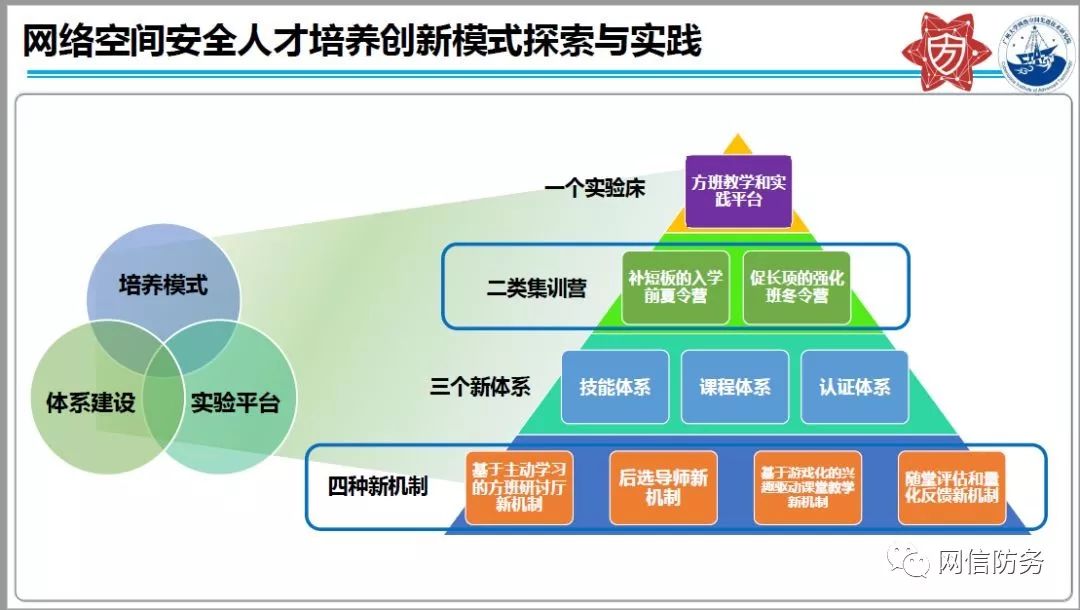 网络空间安全人才培养创新模式探索与实践
培养模式
体系建设
实验平台
一个实验床
方班教学和实
践平台
二类集训营
补短板的入学
前夏令营
促长项的强化
班冬令营
三个新体系
技能体系
课程体系
认证体系
四种新机制
基于主动学习
的方班研讨厅
新机制
后选导师新
机制
基于游戏化的兴
趣驱动课堂教学
新机制
随堂评估和量
化反馈新机制
网信防务